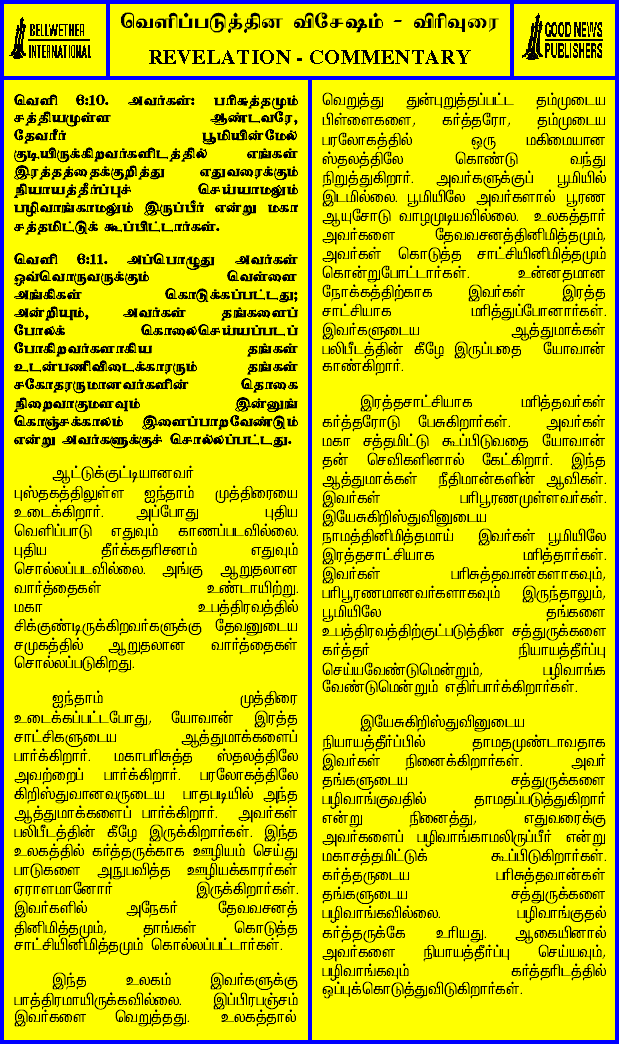 BELLWETHER
INTERNATIONAL
வெளிப்படுத்தின விசேஷம் - விரிவுரை
REVELATION - COMMENTARY
GOOD NEWS
PUBLISHERS
வெளி 6:10. அவர்கள்: பரிசுத்தமும்
சத்தியமுமுள்ள ஆண்டவரே,
தேவரீர் பூமியின்மேல்
குடியிருக்கிறவர்களிடத்தில் எங்கள்
இரத்தத்தைக்குறித்து எதுவரைக்கும்
நியாயத்தீர்ப்புச் செய்யாமலும்
பழிவாங்காமலும் இருப்பீர் என்று மகா
சத்தமிட்டுக் கூப்பிட்டார்கள்.
வெளி 6:11. அப்பொழுது அவர்கள்
ஒவ்வொருவருக்கும் வெள்ளை
அங்கிகள் கொடுக்கப்பட்டது;
அன்றியும், அவர்கள் தங்களைப்
போலக் கொலைசெய்யப்படப்
போகிறவர்களாகிய தங்கள்
உடன்பணிவிடைக்காரரும் தங்கள்
சகோதரருமானவர்களின் தொகை
நிறைவாகுமளவும் இன்னுங்
கொஞ்சக்காலம் இளைப்பாறவேண்டும்
என்று அவர்களுக்குச் சொல்லப்பட்டது.
ஆட்டுக்குட்டியானவர்
புஸ்தகத்திலுள்ள ஐந்தாம் முத்திரையை
உடைக்கிறார். அப்போது புதிய
வெளிப்பாடு எதுவும் காணப்படவில்லை.
புதிய தீர்க்கதரிசனம் எதுவும்
சொல்லப்படவில்லை. அங்கு ஆறுதலான
வார்த்தைகள் உண்டாயிற்று.
மகா உபத்திரவத்தில்
சிக்குண்டிருக்கிறவர்களுக்கு தேவனுடைய
சமுகத்தில் ஆறுதலான வார்த்தைகள்
சொல்லப்படுகிறது.
ஐந்தாம் முத்திரை
உடைக்கப்பட்டபோது, யோவான் இரத்த
சாட்சிகளுடைய ஆத்துமாக்களைப்
பார்க்கிறார். மகாபரிசுத்த ஸ்தலத்திலே
அவற்றைப் பார்க்கிறார். பரலோகத்திலே
கிறிஸ்துவானவருடைய பாதபடியில் அந்த
ஆத்துமாக்களைப் பார்க்கிறார். அவர்கள்
பலிபீடத்தின் கீழே இருக்கிறார்கள். இந்த
உலகத்தில் கர்த்தருக்காக ஊழியம் செய்து
பாடுகளை அநுபவித்த ஊழியக்காரர்கள்
ஏராளமானோர் இருக்கிறார்கள்.
இவர்களில் அநேகர் தேவவசனத்
தினிமித்தமும், தாங்கள் கொடுத்த
சாட்சியினிமித்தமும் கொல்லப்பட்டார்கள்.
இந்த உலகம் இவர்களுக்கு
பாத்திரமாயிருக்கவில்லை. இப்பிரபஞ்சம்
இவர்களை வெறுத்தது. உலகத்தால்
வெறுத்து துன்புறுத்தப்பட்ட தம்முடைய
பிள்ளைகளை, கர்த்தரோ, தம்முடைய
பரலோகத்தில் ஒரு மகிமையான
ஸ்தலத்திலே கொண்டு வந்து
நிறுத்துகிறார். அவர்களுக்குப் பூமியில்
இடமில்லை. பூமியிலே அவர்களால் பூரண
ஆயுசோடு வாழமுடியவில்லை. உலகத்தார்
அவர்களை தேவவசனத்தினிமித்தமும்,
அவர்கள் கொடுத்த சாட்சியினிமித்தமும்
கொன்றுபோட்டார்கள். உன்னதமான
நோக்கத்திற்காக இவர்கள் இரத்த
சாட்சியாக மரித்துப்போனார்கள்.
இவர்களுடைய ஆத்துமாக்கள்
பலிபீடத்தின் கீழே இருப்பதை யோவான்
காண்கிறார்.
இரத்தசாட்சியாக மரித்தவர்கள்
கர்த்தரோடு பேசுகிறார்கள். அவர்கள்
மகா சத்தமிட்டு கூப்பிடுவதை யோவான்
தன் செவிகளினால் கேட்கிறார். இந்த
ஆத்துமாக்கள் நீதிமான்களின் ஆவிகள்.
இவர்கள் பரிபூரணமுள்ளவர்கள்.
இயேசுகிறிஸ்துவினுடைய
நாமத்தினிமித்தமாய் இவர்கள் பூமியிலே
இரத்தசாட்சியாக மரித்தார்கள்.
இவர்கள் பரிசுத்தவான்களாகவும்,
பரிபூரணமானவர்களாகவும் இருந்தாலும்,
பூமியிலே தங்களை
உபத்திரவத்திற்குட்படுத்தின சத்துருக்களை
கர்த்தர் நியாயத்தீர்ப்பு
செய்யவேண்டுமென்றும், பழிவாங்க
வேண்டுமென்றும் எதிர்பார்க்கிறார்கள்.
இயேசுகிறிஸ்துவினுடைய
நியாயத்தீர்ப்பில் தாமதமுண்டாவதாக
இவர்கள் நினைக்கிறார்கள். அவர்
தங்களுடைய சத்துருக்களை
பழிவாங்குவதில் தாமதப்படுத்துகிறார்
என்று நினைத்து, எதுவரைக்கு
அவர்களைப் பழிவாங்காமலிருப்பீர் என்று
மகாசத்தமிட்டுக் கூப்பிடுகிறார்கள்.
கர்த்தருடைய பரிசுத்தவான்கள்
தங்களுடைய சத்துருக்களை
பழிவாங்கவில்லை. பழிவாங்குதல்
கர்த்தருக்கே உரியது. ஆகையினால்
அவர்களை நியாயத்தீர்ப்பு செய்யவும்,
பழிவாங்கவும் கர்த்தரிடத்தில்
ஒப்புக்கொடுத்துவிடுகிறார்கள்.